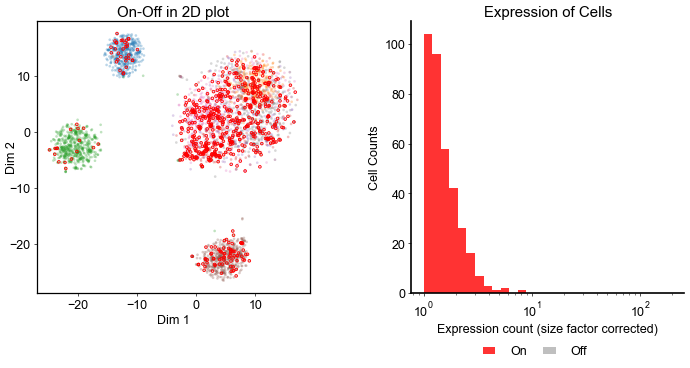 On-Off in 2D plot
Dim 2
10
0
−10
−20
−20
−10
0
10
Dim 1
Expression of Cells
Cell Counts
100
80
60
40
20
0
10^0
10^1
10^2
Expression count (size factor corrected)
On
Off